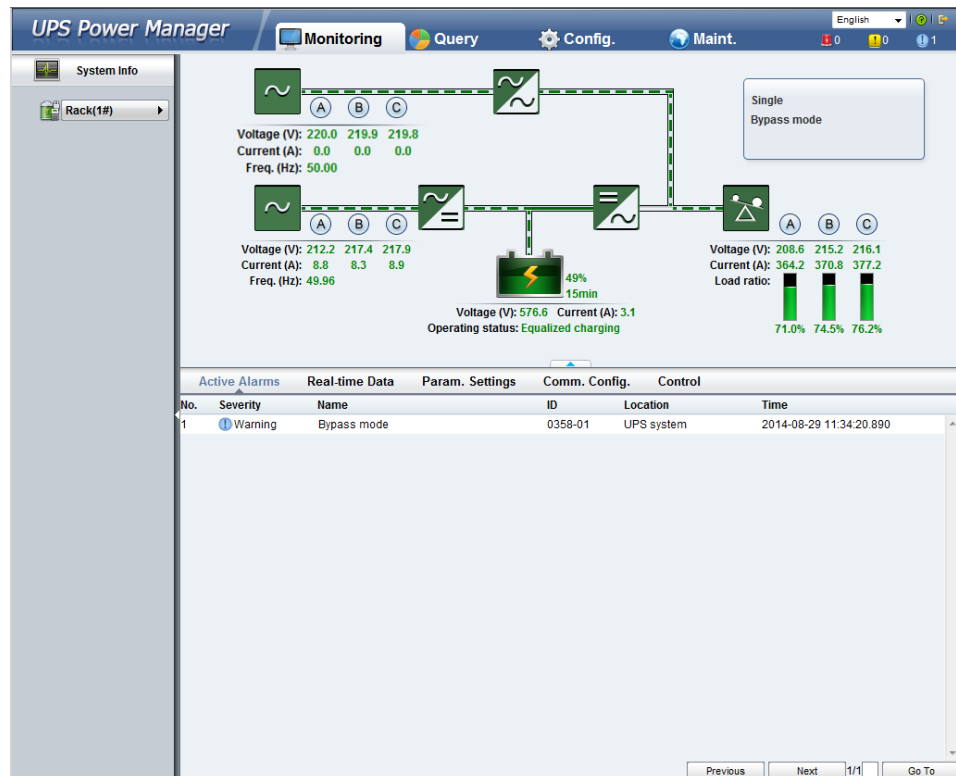 UPS Power Manager
Monitoring Query Config. Maint.
English
0 0 1
System Info
Rack(1#)
A B C
Voltage (V): 220.0 219.9 219.8
Current (A): 0.0 0.0 0.0
Freq. (Hz): 50.00
Single
Bypass mode
A B C
Voltage (V): 212.2 217.4 217.9
Current (A): 8.8 8.3 8.9
Freq. (Hz): 49.96
49%
15min
Voltage (V): 576.6 Current (A): 3.1
Operating status: Equalized charging
A B C
Voltage (V): 208.6 215.2 216.1
Current (A): 364.2 370.8 377.2
Load ratio:
71.0% 74.5% 76.2%
Active Alarms Real-time Data Param. Settings Comm. Config. Control
No. Severity Name ID Location Time
1 Warning Bypass mode 0358-01 UPS system 2014-08-29 11:34:20.890
Previous Next 1/1 Go To